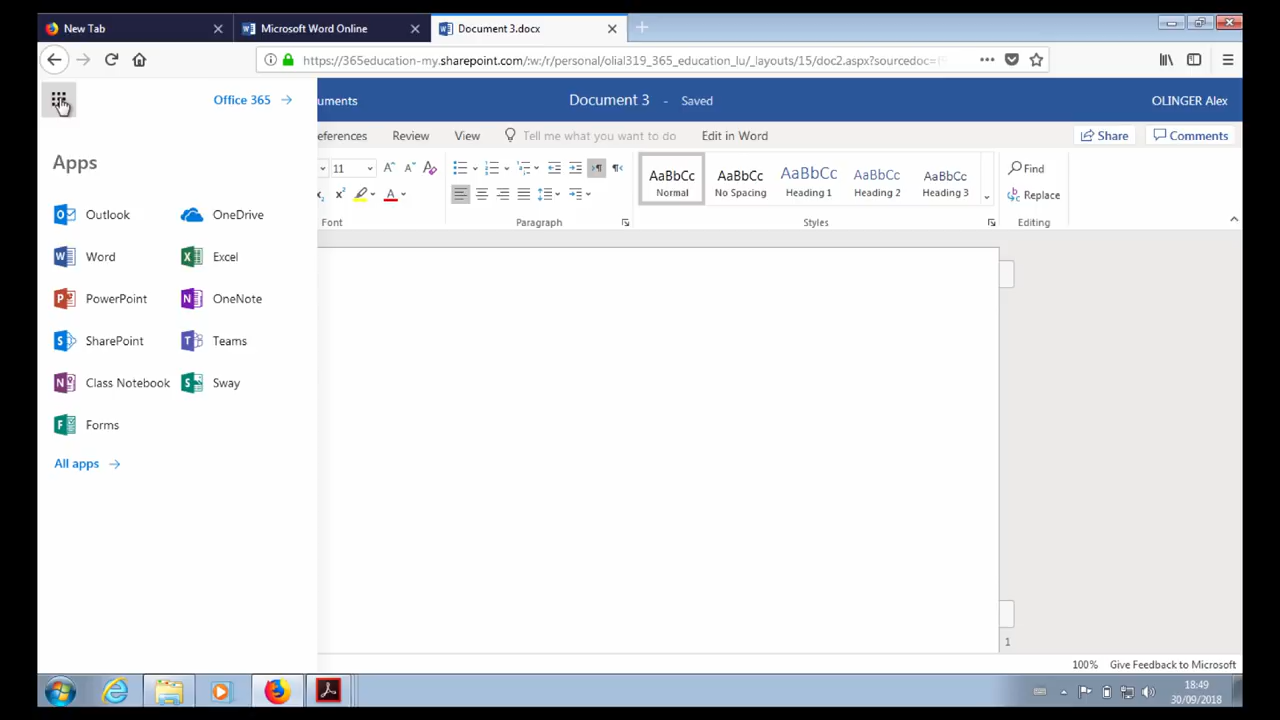 New Tab
Microsoft Word Online
Document 3.docx
https://365education-my.sharepoint.com/:w:/r/personal/olial319_365_education_lu/_layouts/15/doc2.aspx?sourcedoc=
Office 365
uments
Document 3 - Saved
OLINGER Alex
eferences Review View Tell me what you want to do Edit in Word
Share Comments
Apps
11
AaBbCc AaBbCc AaBbCc AaBbCc AaBbCc
Normal No Spacing Heading 1 Heading 2 Heading 3
Find
Replace
Font Paragraph Styles Editing
Outlook OneDrive
Word Excel
PowerPoint OneNote
SharePoint Teams
Class Notebook Sway
Forms
All apps
1
100% Give Feedback to Microsoft
18:49
30/09/2018